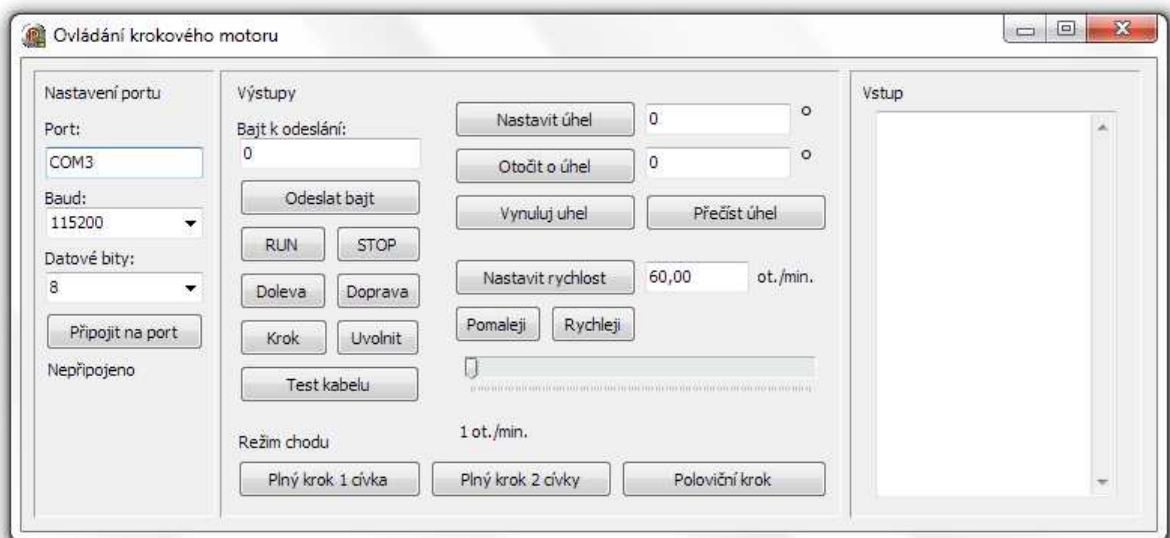 Ovládání krokového motoru
Nastavení portu
Port:
COM3
Baud:
115200
Datové bity:
8
Připojit na port
Nepřipojeno
Výstupy
Bajt k odeslání:
0
Odeslat bajt
RUN STOP
Doleva Doprava
Krok Uvolnit
Test kabelu
Nastavit úhel 0 °
Otočit o úhel 0 °
Vynuluj uhel Přečíst úhel
Nastavit rychlost 60,00 ot./min.
Pomaleji Rychleji
1 ot./min.
Režim chodu
Plný krok 1 cívka Plný krok 2 cívky Poloviční krok
Vstup